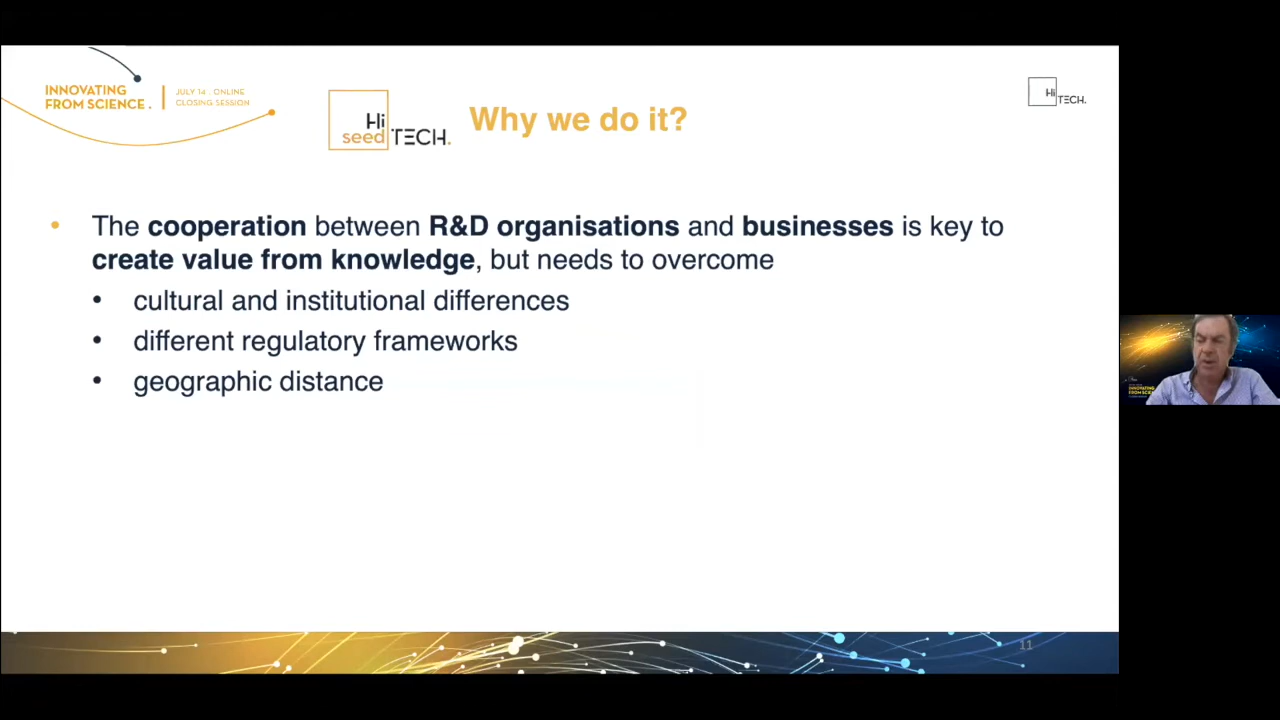 INNOVATING
FROM SCIENCE.
JULY 14 . ONLINE
CLOSING SESSION
Hi
seed TECH.
Why we do it?
Hi
TECH.
• The cooperation between R&D organisations and businesses is key to
create value from knowledge, but needs to overcome
• cultural and institutional differences
• different regulatory frameworks
• geographic distance
INNOVATING
11